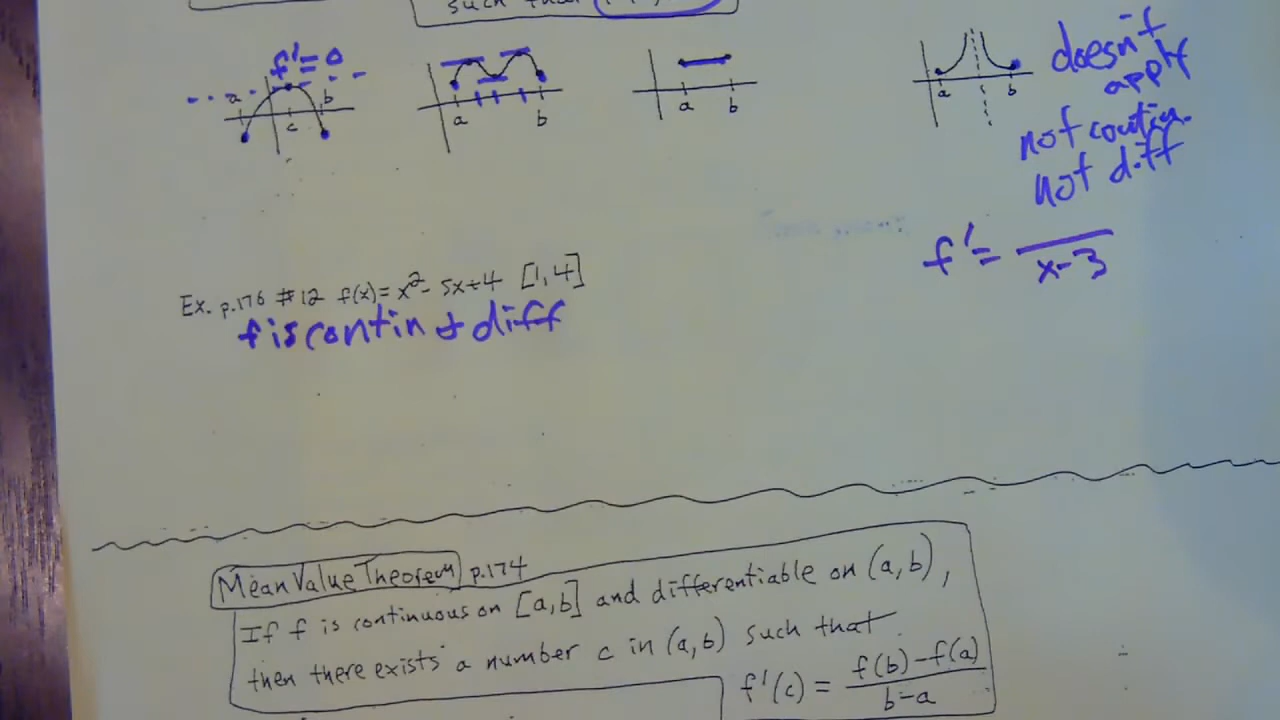 such that
f'=0
a b
c
a b
a b
a b
doesn't
apply
not contin.
not diff
f'= ‾‾‾
x-3
Ex. p.176 #12 f(x)= x² - 5x+4 [1,4]
f is contin + diff
Mean Value Theorem p.174
If f is continuous on [a,b] and differentiable on (a,b),
then there exists a number c in (a,b) such that
f'(c) = f(b)-f(a)
b-a